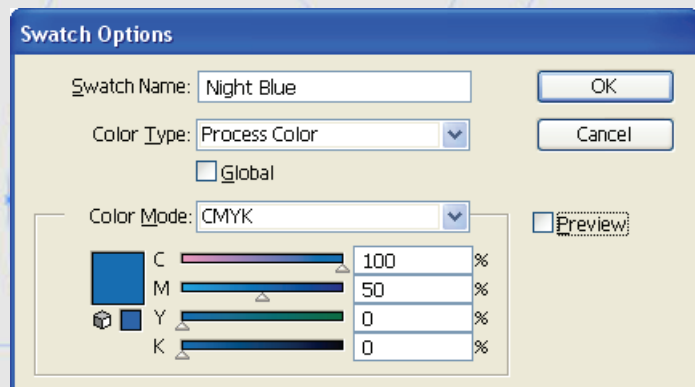 Swatch Options
Swatch Name: Night Blue OK
Color Type: Process Color Cancel
Global
Color Mode: CMYK Preview
C 100 %
M 50 %
Y 0 %
K 0 %